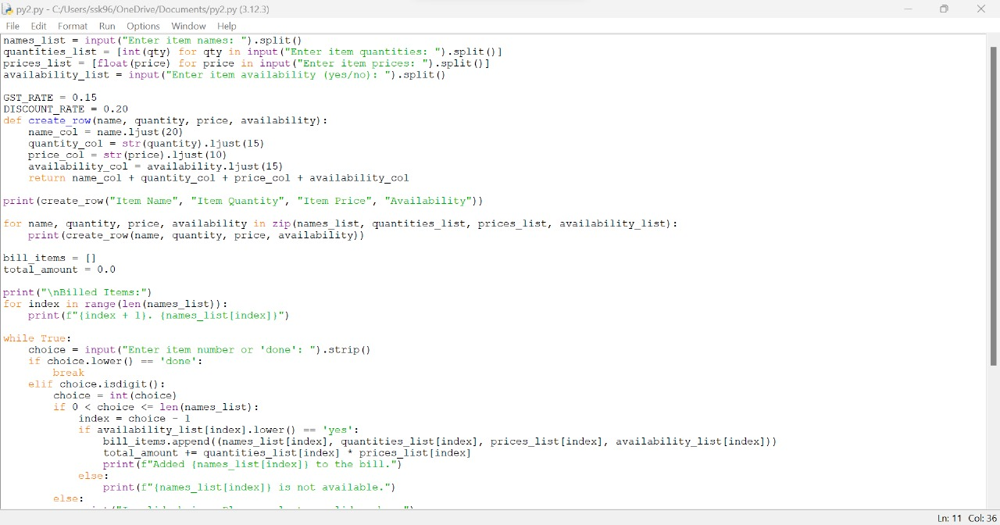 py2.py - C:/Users/ssk96/OneDrive/Documents/py2.py (3.12.3)
File Edit Format Run Options Window Help
names_list = input("Enter item names: ").split()
quantities_list = [int(qty) for qty in input("Enter item quantities: ").split()]
prices_list = [float(price) for price in input("Enter item prices: ").split()]
availability_list = input("Enter item availability (yes/no): ").split()

GST_RATE = 0.15
DISCOUNT_RATE = 0.20
def create_row(name, quantity, price, availability):
    name_col = name.ljust(20)
    quantity_col = str(quantity).ljust(15)
    price_col = str(price).ljust(10)
    availability_col = availability.ljust(15)
    return name_col + quantity_col + price_col + availability_col

print(create_row("Item Name", "Item Quantity", "Item Price", "Availability"))

for name, quantity, price, availability in zip(names_list, quantities_list, prices_list, availability_list):
    print(create_row(name, quantity, price, availability))

bill_items = []
total_amount = 0.0

print("\nBilled Items:")
for index in range(len(names_list)):
    print(f"{index + 1}. {names_list[index]}")

while True:
    choice = input("Enter item number or 'done': ").strip()
    if choice.lower() == 'done':
        break
    elif choice.isdigit():
        choice = int(choice)
        if 0 < choice <= len(names_list):
            index = choice - 1
            if availability_list[index].lower() == 'yes':
                bill_items.append((names_list[index], quantities_list[index], prices_list[index], availability_list[index]))
                total_amount += quantities_list[index] * prices_list[index]
                print(f"Added {names_list[index]} to the bill.")
            else:
                print(f"{names_list[index]} is not available.")
        else:
Ln: 11 Col: 36